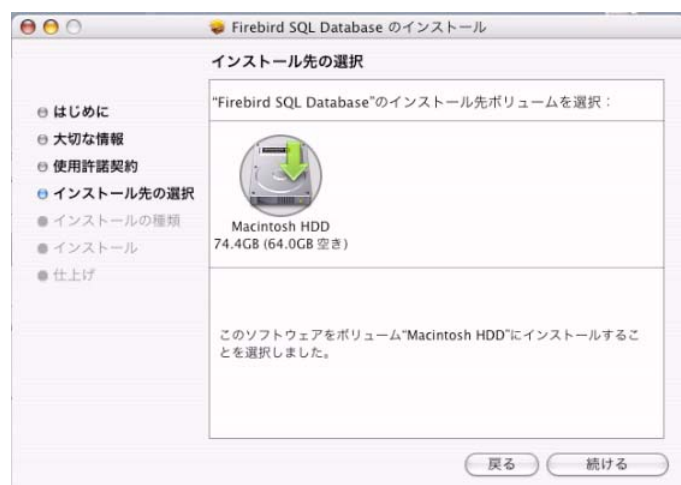 Firebird SQL Database のインストール
インストール先の選択
はじめに
大切な情報
使用許諾契約
インストール先の選択
インストールの種類
インストール
仕上げ
"Firebird SQL Database"のインストール先ボリュームを選択：
Macintosh HDD
74.4GB (64.0GB 空き)
このソフトウェアをボリューム"Macintosh HDD"にインストールするこ
とを選択しました。
戻る
続ける